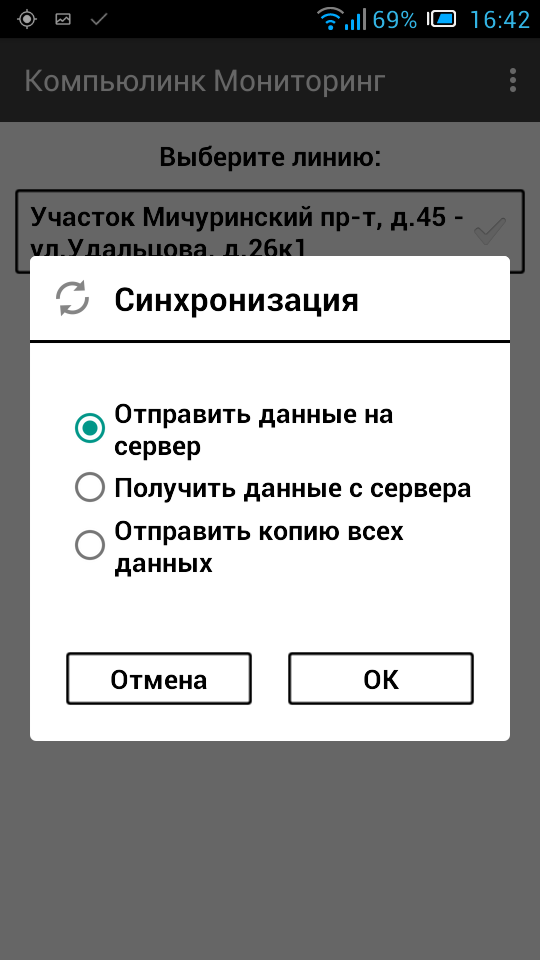 69% 16:42
Компьюлинк Мониторинг
Выберите линию:
Участок Мичуринский пр-т, д.45 -
ул.Удальцова, д.26к1
Синхронизация
Отправить данные на
сервер
Получить данные с сервера
Отправить копию всех
данных
Отмена ОК